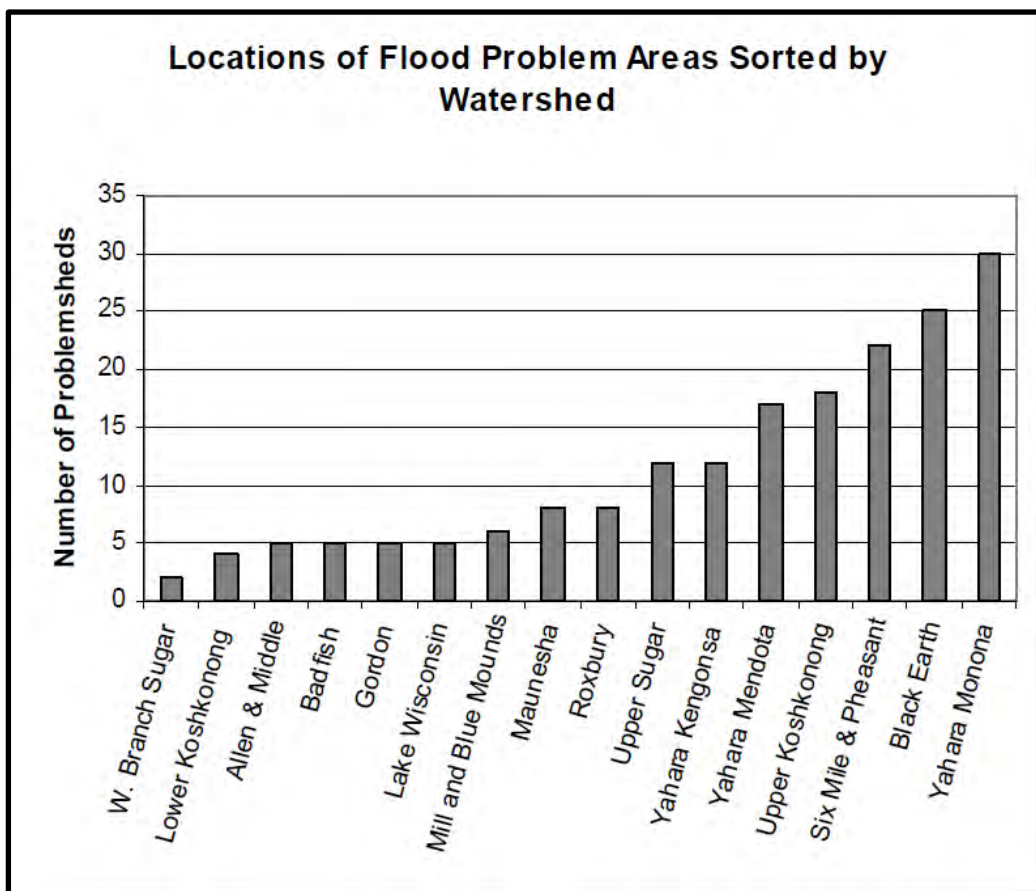 Locations of Flood Problem Areas Sorted by
Watershed
Number of Problemsheds
35
30
25
20
15
10
5
0
W. Branch Sugar
Lower Koshkonong
Allen & Middle
Badfish
Gordon
Lake Wisconsin
Mill and Blue Mounds
Maunesha
Roxbury
Upper Sugar
Yahara Kengonsa
Yahara Mendota
Upper Koshkonong
Six Mile & Pheasant
Black Earth
Yahara Monona